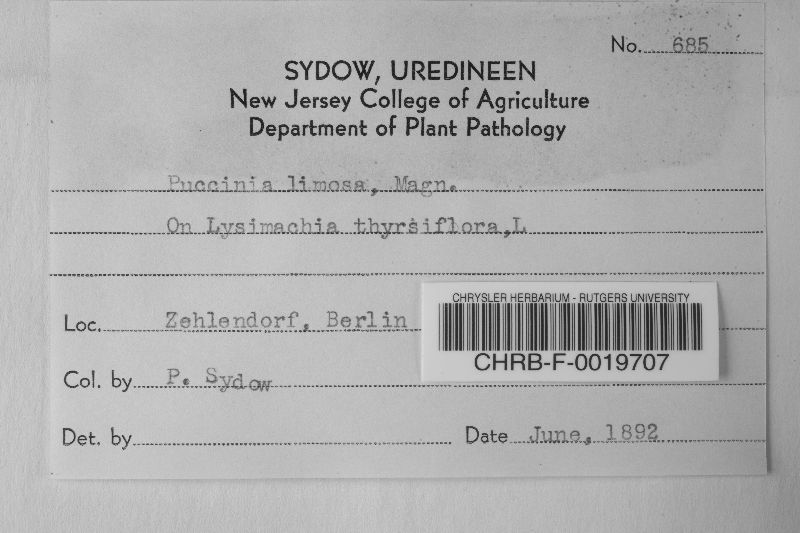 No. 685
SYDOW, UREDINEEN
New Jersey College of Agriculture
Department of Plant Pathology
Puccinia limosa, Magn.
On Lysimachia thyrsiflora,L
Loc. Zehlendorf, Berlin
CHRYSLER HERBARIUM - RUTGERS UNIVERSITY
CHRB-F-0019707
Col. by P. Sydow
Det. by
Date June, 1892